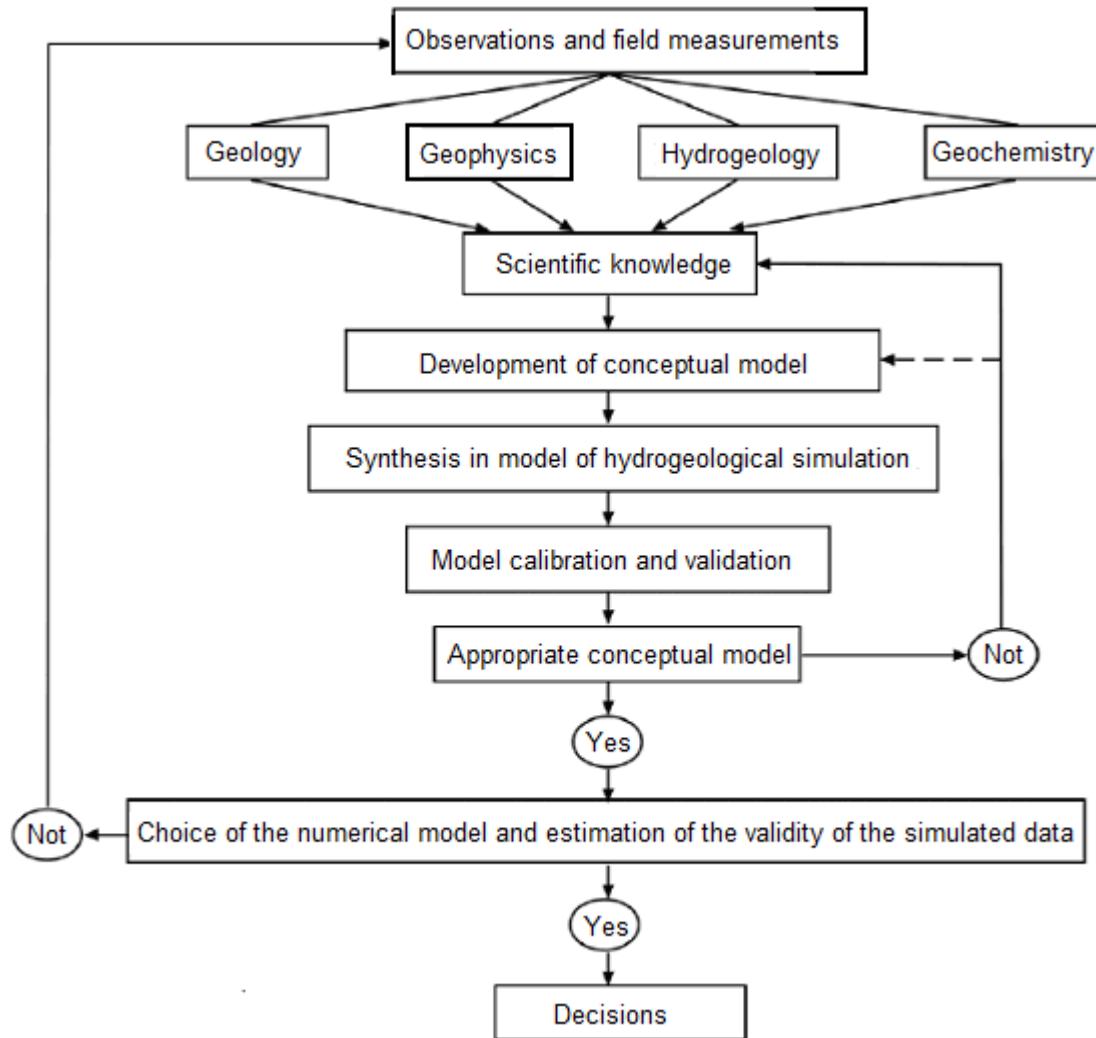 Observations and field measurements
Geology
Geophysics
Hydrogeology
Geochemistry
Scientific knowledge
Development of conceptual model
Synthesis in model of hydrogeological simulation
Model calibration and validation
Appropriate conceptual model
Not
Yes
Not
Choice of the numerical model and estimation of the validity of the simulated data
Yes
Decisions